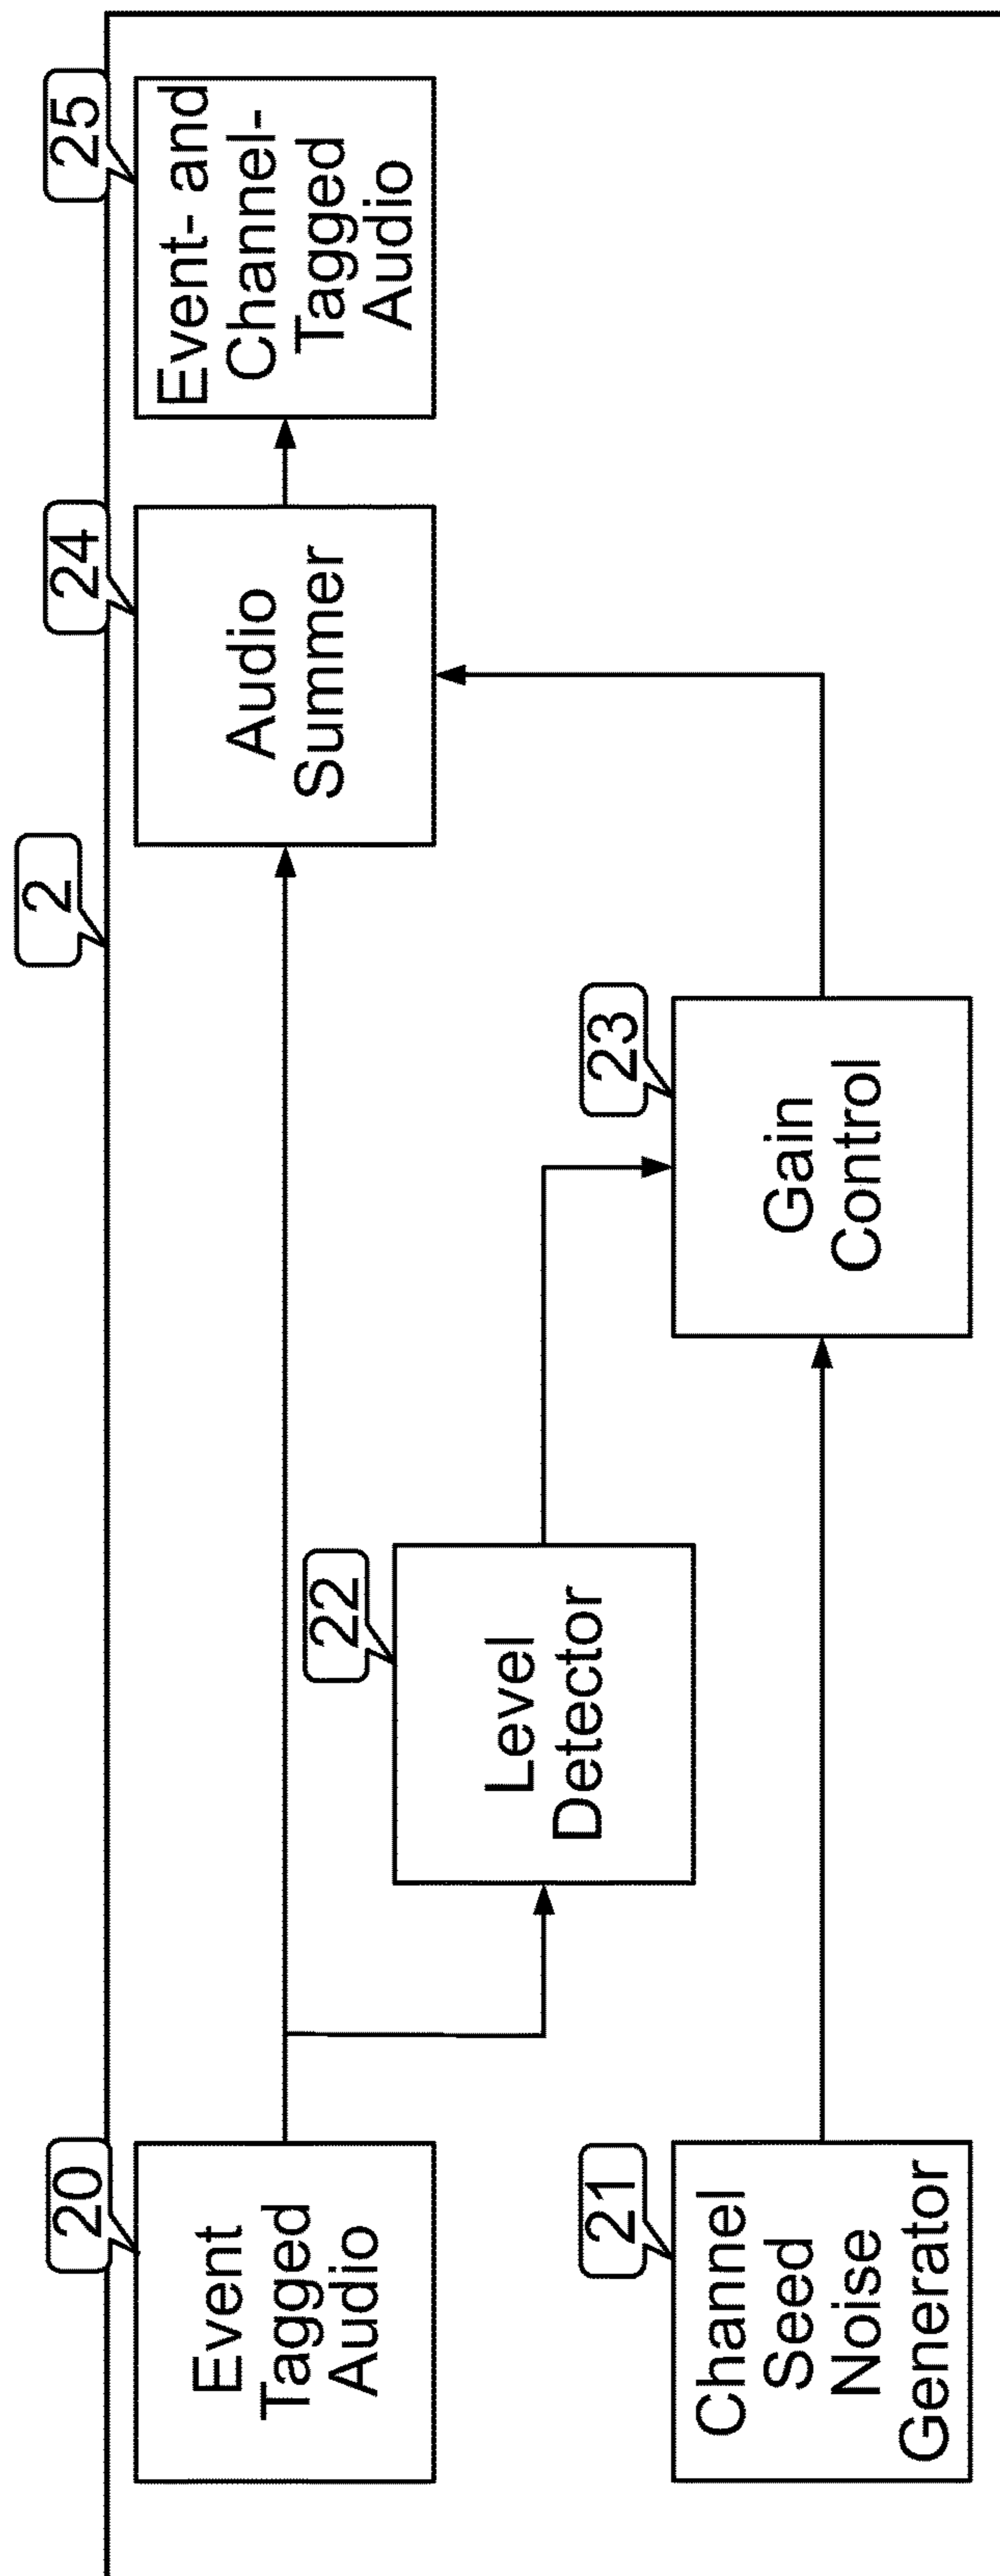 2
20
Event
Tagged
Audio
22
Level
Detector
24
Audio
Summer
25
Event- and
Channel-
Tagged
Audio
21
Channel
Seed
Noise
Generator
23
Gain
Control